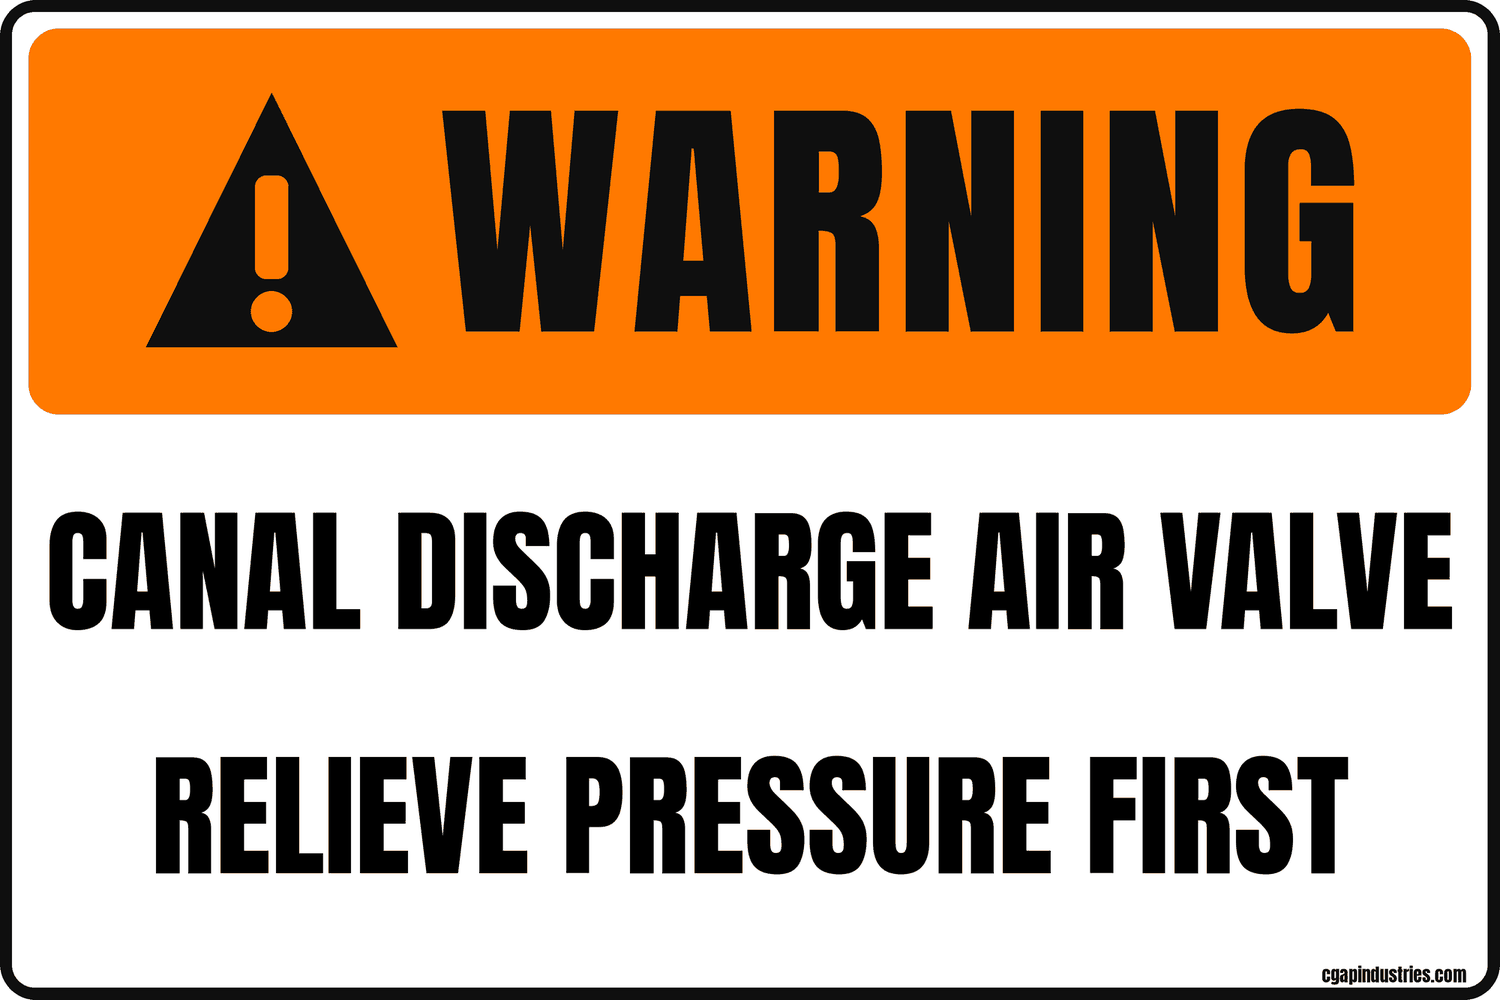 WARNING
CANAL DISCHARGE AIR VALVE
RELIEVE PRESSURE FIRST
cgapindustries.com